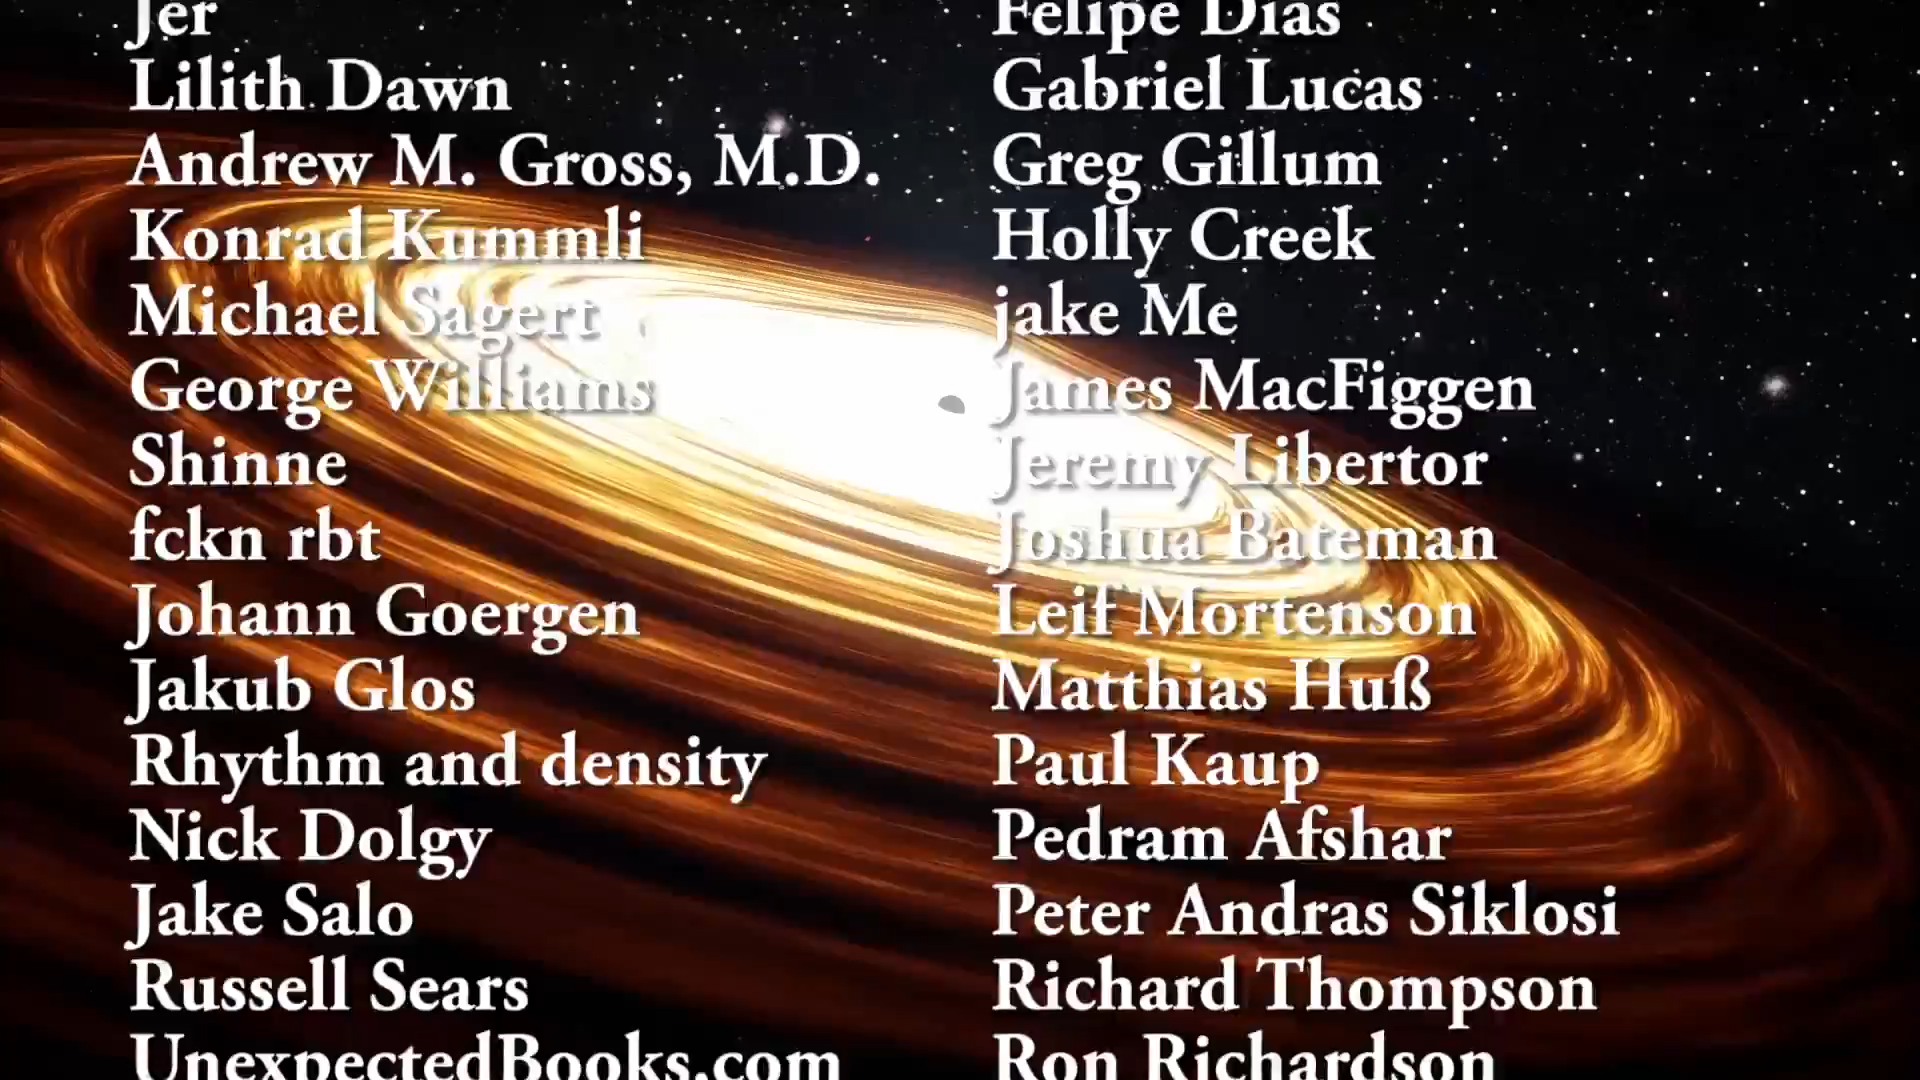 Jer
Lilith Dawn
Andrew M. Gross, M.D.
Konrad Kummli
Michael Sagert
George Williams
Shinne
fckn rbt
Johann Goergen
Jakub Glos
Rhythm and density
Nick Dolgy
Jake Salo
Russell Sears
UnexpectedBooks.com
Felipe Dias
Gabriel Lucas
Greg Gillum
Holly Creek
jake Me
James MacFiggen
Jeremy Libertor
Joshua Bateman
Leif Mortenson
Matthias Huß
Paul Kaup
Pedram Afshar
Peter Andras Siklosi
Richard Thompson
Ron Richardson